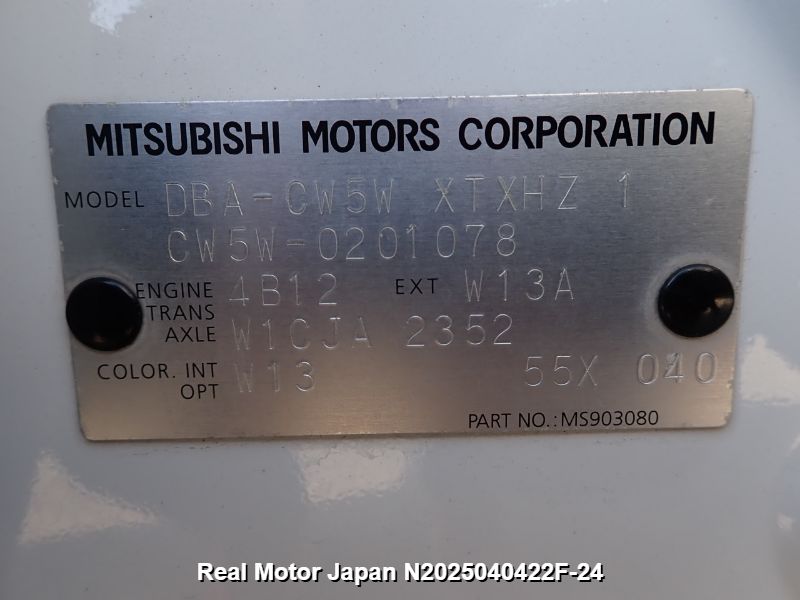 MITSUBISHI MOTORS CORPORATION
MODEL DBA-CW5W XTXHZ 1
CW5W-0201078
ENGINE 4B12 EXT W13A
TRANS
AXLE W1CJA 2352
COLOR. INT W13 55X 040
OPT
PART NO.:MS903080
Real Motor Japan N2025040422F-24